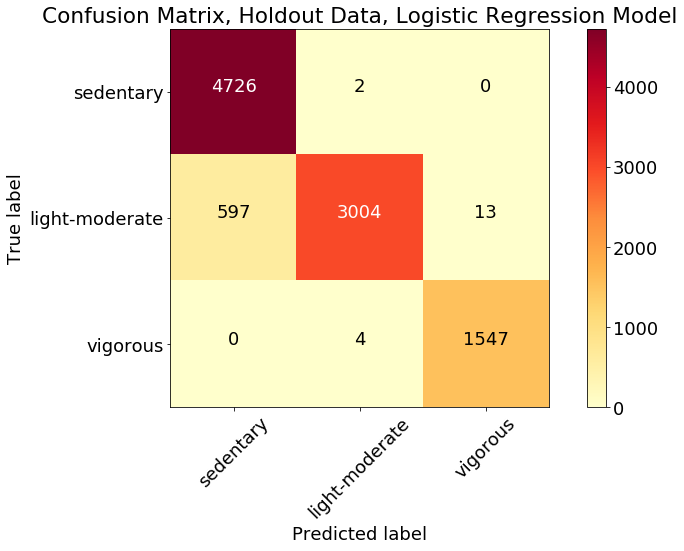 Confusion Matrix, Holdout Data, Logistic Regression Model
sedentary 4726 2 0
light-moderate 597 3004 13
vigorous 0 4 1547
True label
sedentary light-moderate vigorous
Predicted label
4000
3000
2000
1000
0